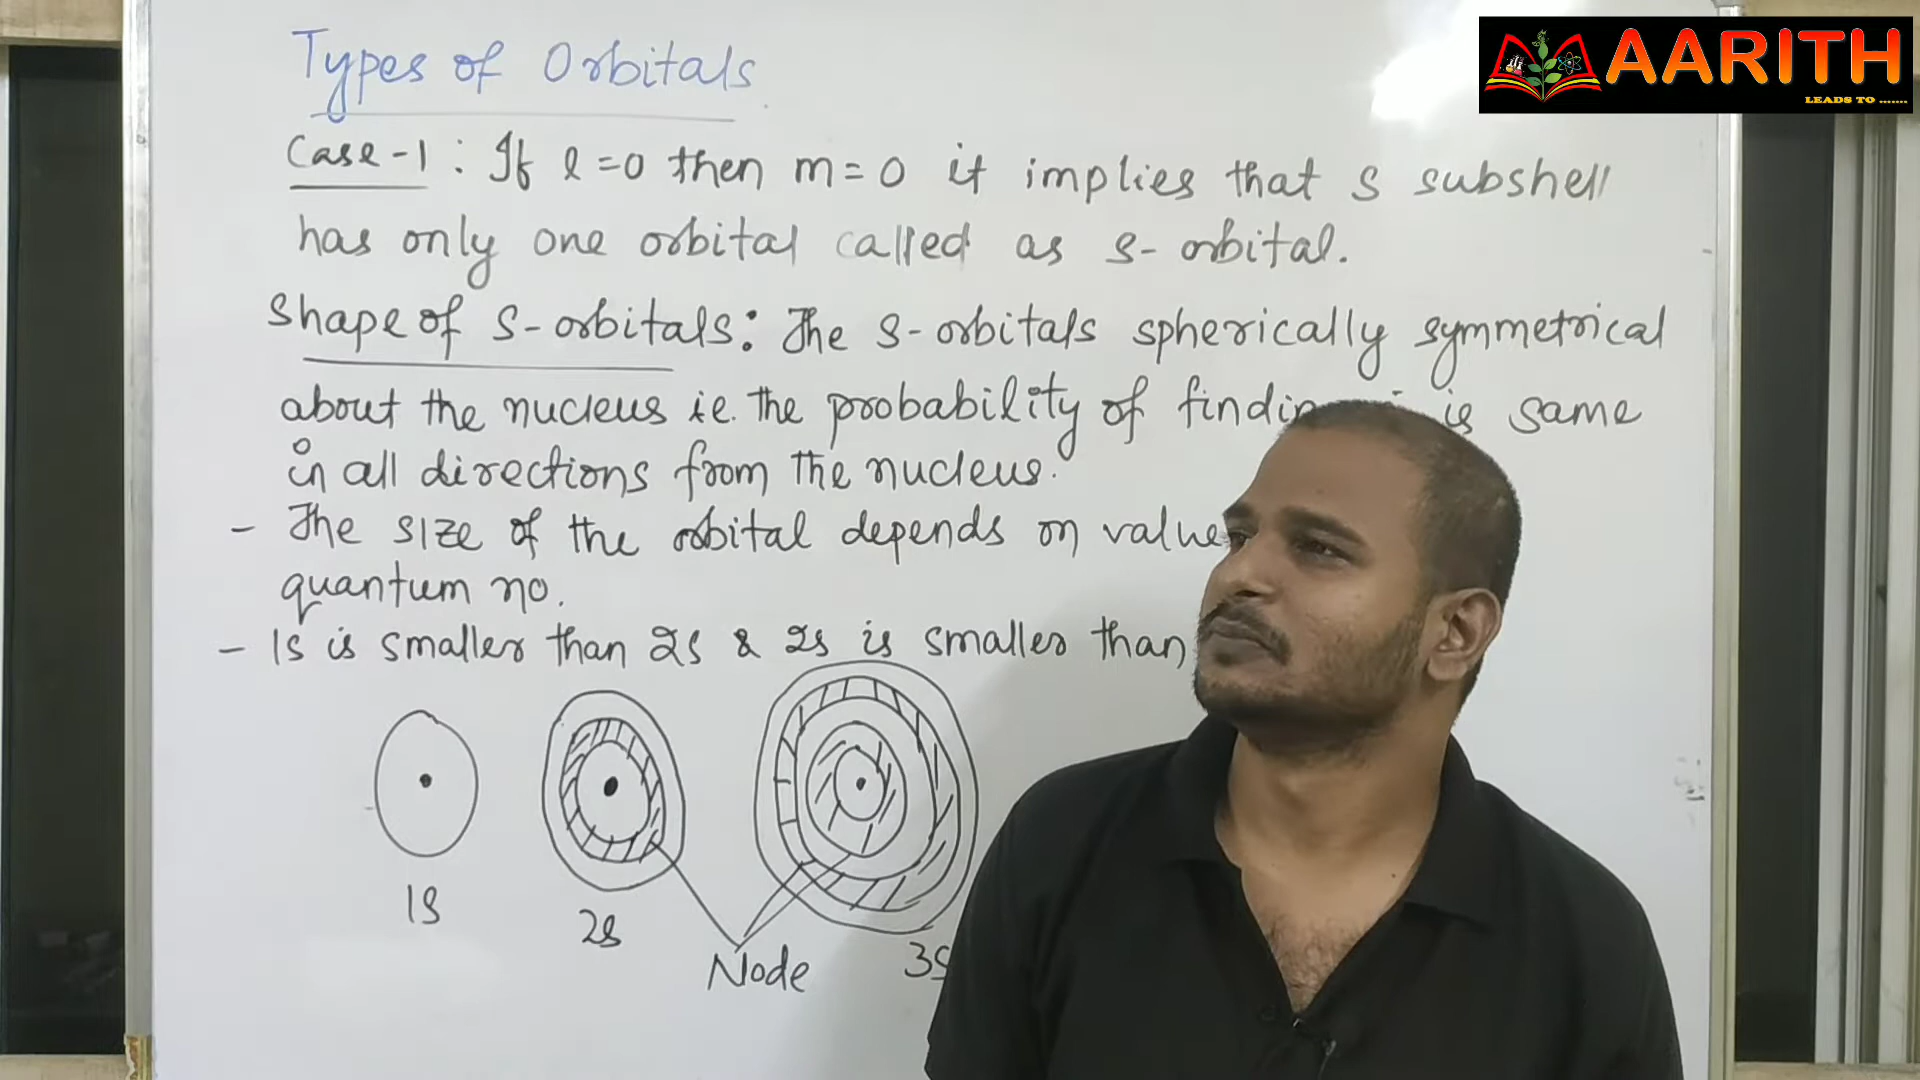 Types of Orbitals
Case-1 : If l=0 then m=0 it implies that s subshell
has only one orbital called as s-orbital.
Shape of s-orbitals: The s-orbitals spherically symmetrical
about the nucleus i.e. the probability of is same
in all directions from the nucleus.
- The size of the orbital depends on value
quantum no.
- 1s is smaller than 2s & 2s is smaller than
1s
2s
Node
3s
AARITH
LEADS TO .......